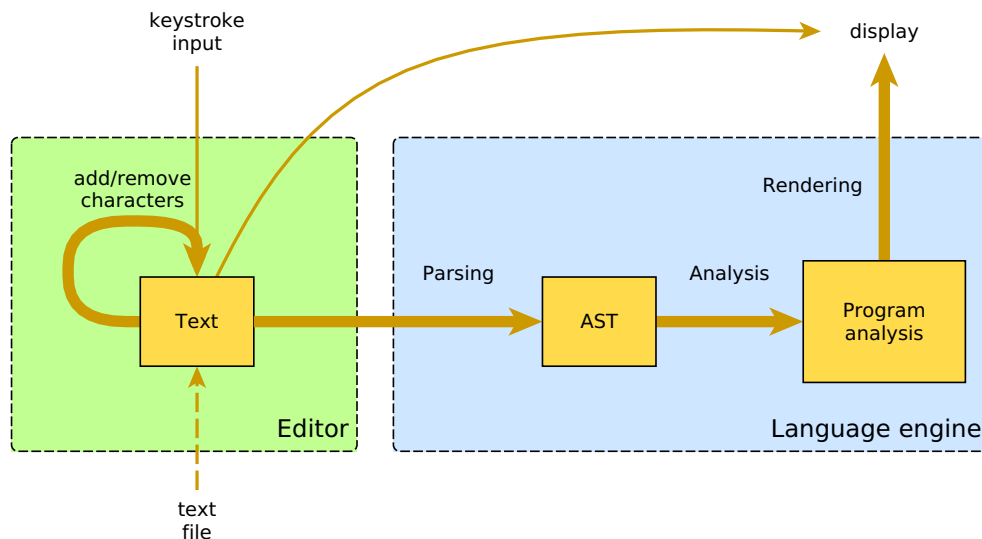 keystroke
input
display
add/remove
characters
Rendering
Parsing
Analysis
Text
AST
Program
analysis
Editor
Language engine
text
file